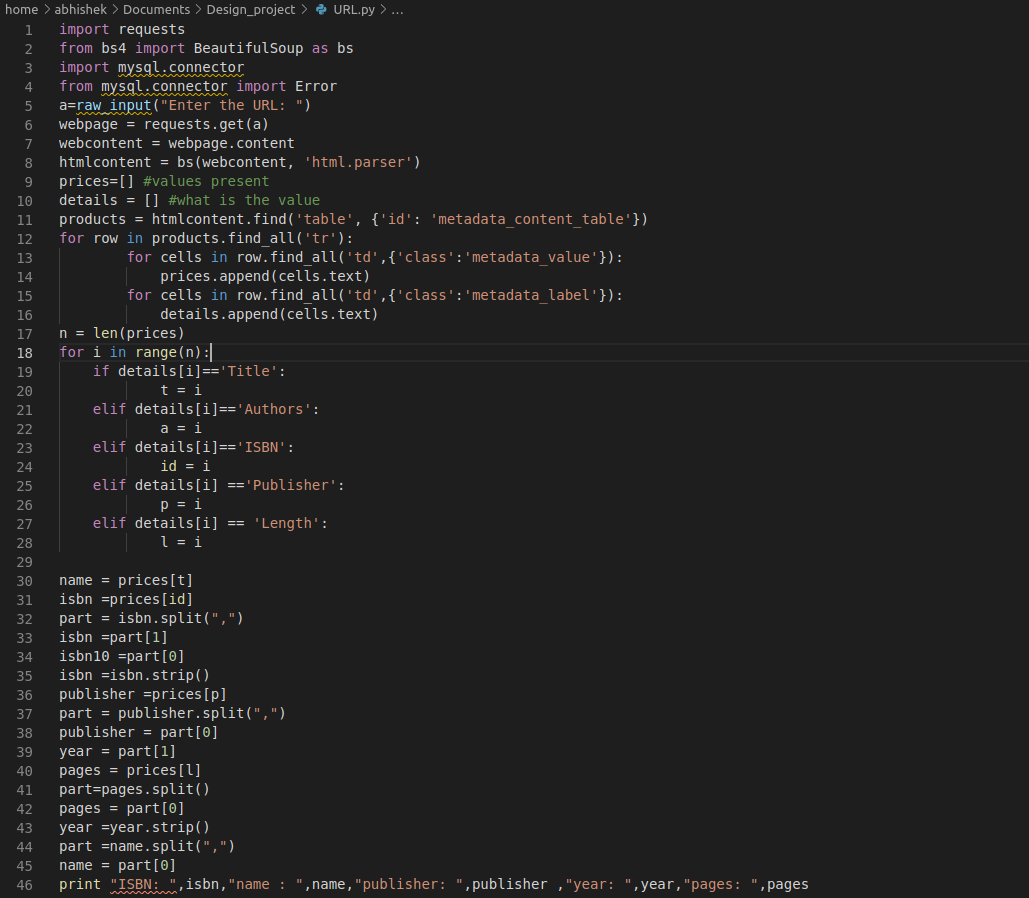 home > abhishek > Documents > Design_project > URL.py > ...
1 import requests
2 from bs4 import BeautifulSoup as bs
3 import mysql.connector
4 from mysql.connector import Error
5 a=raw_input("Enter the URL: ")
6 webpage = requests.get(a)
7 webcontent = webpage.content
8 htmlcontent = bs(webcontent, 'html.parser')
9 prices=[] #values present
10 details = [] #what is the value
11 products = htmlcontent.find('table', {'id': 'metadata_content_table'})
12 for row in products.find_all('tr'):
13         for cells in row.find_all('td',{'class':'metadata_value'}):
14             prices.append(cells.text)
15         for cells in row.find_all('td',{'class':'metadata_label'}):
16             details.append(cells.text)
17 n = len(prices)
18 for i in range(n):
19     if details[i]=='Title':
20             t = i
21     elif details[i]=='Authors':
22             a = i
23     elif details[i]=='ISBN':
24             id = i
25     elif details[i] =='Publisher':
26             p = i
27     elif details[i] == 'Length':
28             l = i
29
30 name = prices[t]
31 isbn =prices[id]
32 part = isbn.split(",")
33 isbn =part[1]
34 isbn10 =part[0]
35 isbn =isbn.strip()
36 publisher =prices[p]
37 part = publisher.split(",")
38 publisher = part[0]
39 year = part[1]
40 pages = prices[l]
41 part=pages.split()
42 pages = part[0]
43 year =year.strip()
44 part =name.split(",")
45 name = part[0]
46 print "ISBN: ",isbn,"name : ",name,"publisher: ",publisher ,"year: ",year,"pages: ",pages